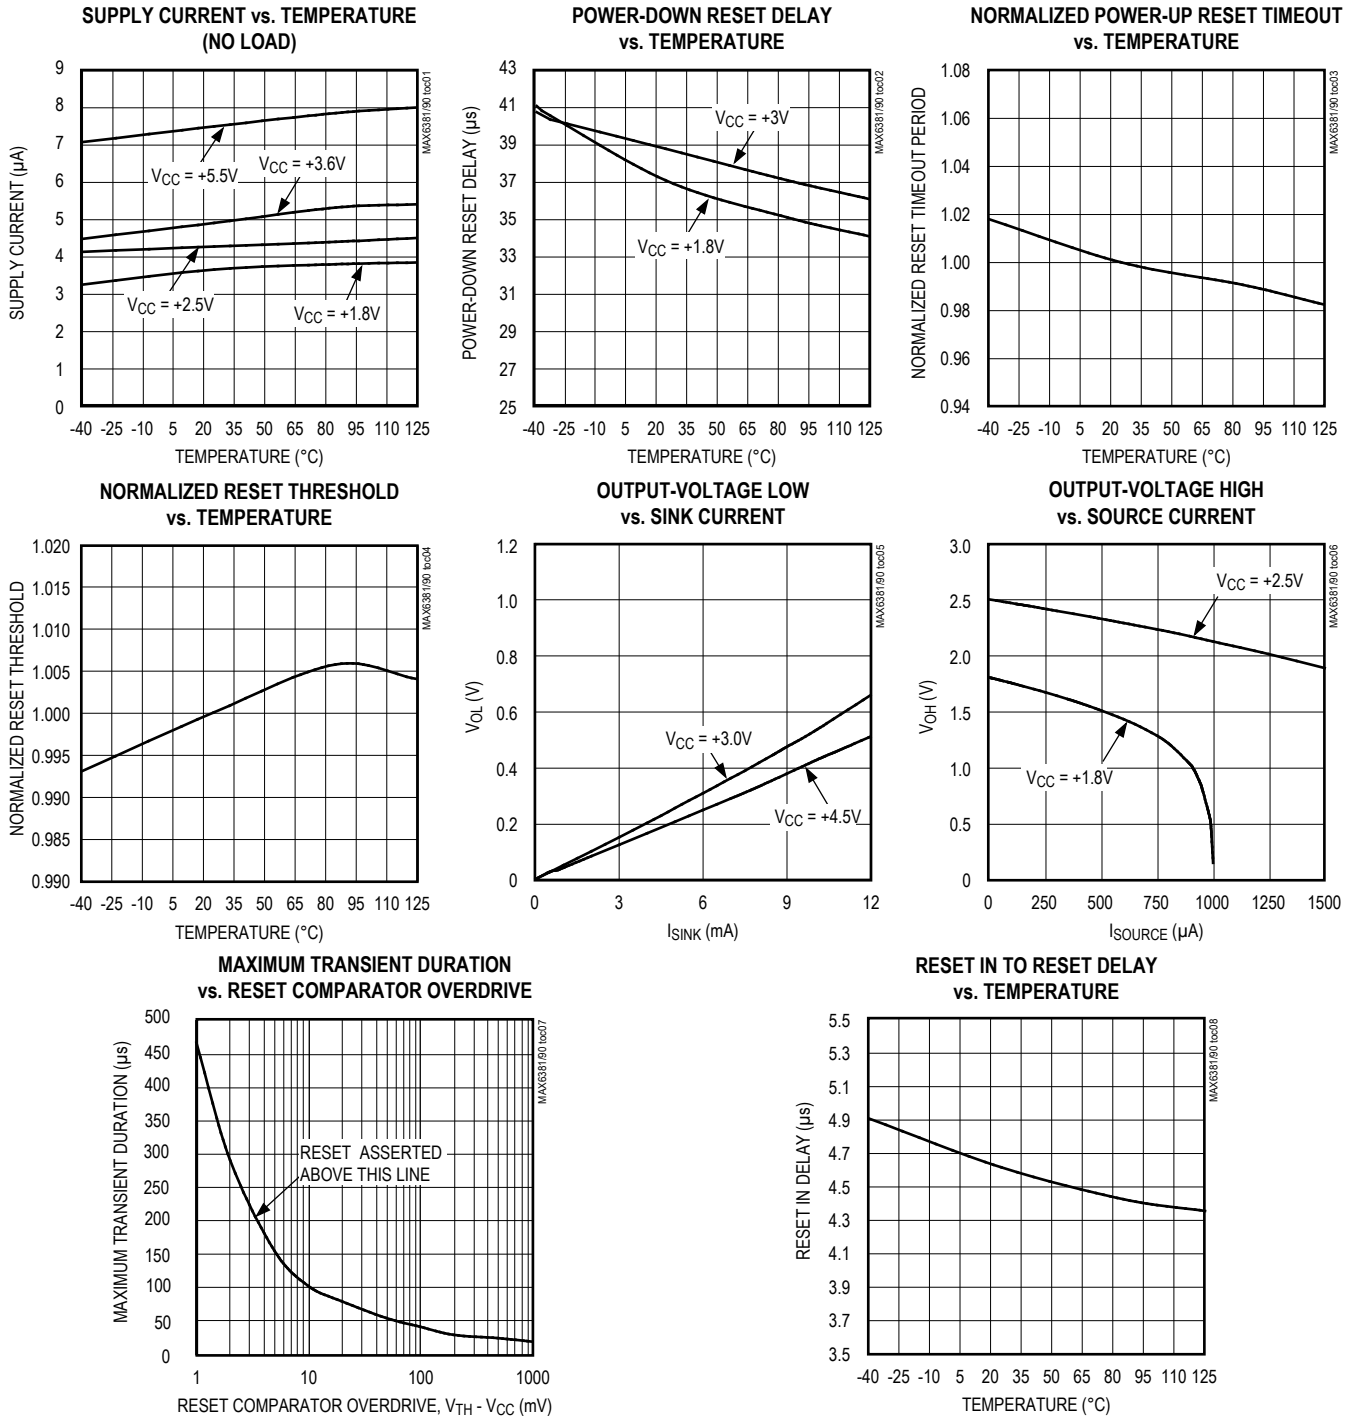 SUPPLY CURRENT vs. TEMPERATURE
(NO LOAD)
9
8
7
6
5
4
3
2
1
0
SUPPLY CURRENT (µA)
VCC = +5.5V
VCC = +3.6V
VCC = +2.5V
VCC = +1.8V
MAX6381/90 toc01
-40 -25 -10 5 20 35 50 65 80 95 110 125
TEMPERATURE (°C)
POWER-DOWN RESET DELAY
vs. TEMPERATURE
43
41
39
37
35
33
31
29
27
25
POWER-DOWN RESET DELAY (µs)
VCC = +3V
VCC = +1.8V
MAX6381/90 toc02
-40 -25 -10 5 20 35 50 65 80 95 110 125
TEMPERATURE (°C)
NORMALIZED POWER-UP RESET TIMEOUT
vs. TEMPERATURE
1.08
1.06
1.04
1.02
1.00
0.98
0.96
0.94
NORMALIZED RESET TIMEOUT PERIOD
MAX6381/90 toc03
-40 -25 -10 5 20 35 50 65 80 95 110 125
TEMPERATURE (°C)
NORMALIZED RESET THRESHOLD
vs. TEMPERATURE
1.020
1.015
1.010
1.005
1.000
0.995
0.990
0.985
0.990
NORMALIZED RESET THRESHOLD
MAX6381/90 toc04
-40 -25 -10 5 20 35 50 65 80 95 110 125
TEMPERATURE (°C)
OUTPUT-VOLTAGE LOW
vs. SINK CURRENT
1.2
1.0
0.8
0.6
0.4
0.2
0
VOL (V)
VCC = +3.0V
VCC = +4.5V
MAX6381/90 toc05
0 3 6 9 12
ISINK (mA)
OUTPUT-VOLTAGE HIGH
vs. SOURCE CURRENT
3.0
2.5
2.0
1.5
1.0
0.5
0
VOH (V)
VCC = +2.5V
VCC = +1.8V
MAX6381/90 toc06
0 250 500 750 1000 1250 1500
ISOURCE (µA)
MAXIMUM TRANSIENT DURATION
vs. RESET COMPARATOR OVERDRIVE
500
450
400
350
300
250
200
150
100
50
0
MAXIMUM TRANSIENT DURATION (µs)
RESET ASSERTED
ABOVE THIS LINE
MAX6381/90 toc07
1 10 100 1000
RESET COMPARATOR OVERDRIVE, VTH - VCC (mV)
RESET IN TO RESET DELAY
vs. TEMPERATURE
5.5
5.3
5.1
4.9
4.7
4.5
4.3
4.1
3.9
3.7
3.5
RESET IN DELAY (µs)
MAX6381/90 toc08
-40 -25 -10 5 20 35 50 65 80 95 110 125
TEMPERATURE (°C)